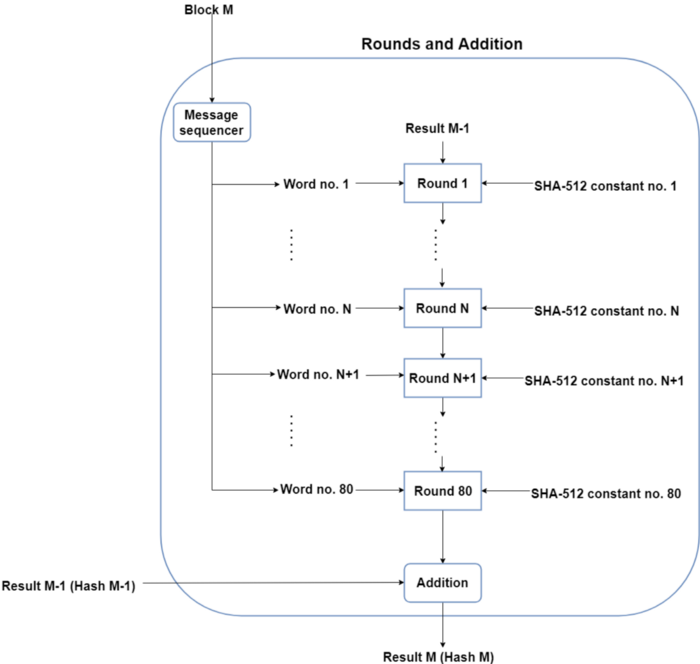 Block M
Rounds and Addition
Message
sequencer
Result M-1
Word no. 1
Round 1
SHA-512 constant no. 1
Word no. N
Round N
SHA-512 constant no. N
Word no. N+1
Round N+1
SHA-512 constant no. N+1
Word no. 80
Round 80
SHA-512 constant no. 80
Result M-1 (Hash M-1)
Addition
Result M (Hash M)